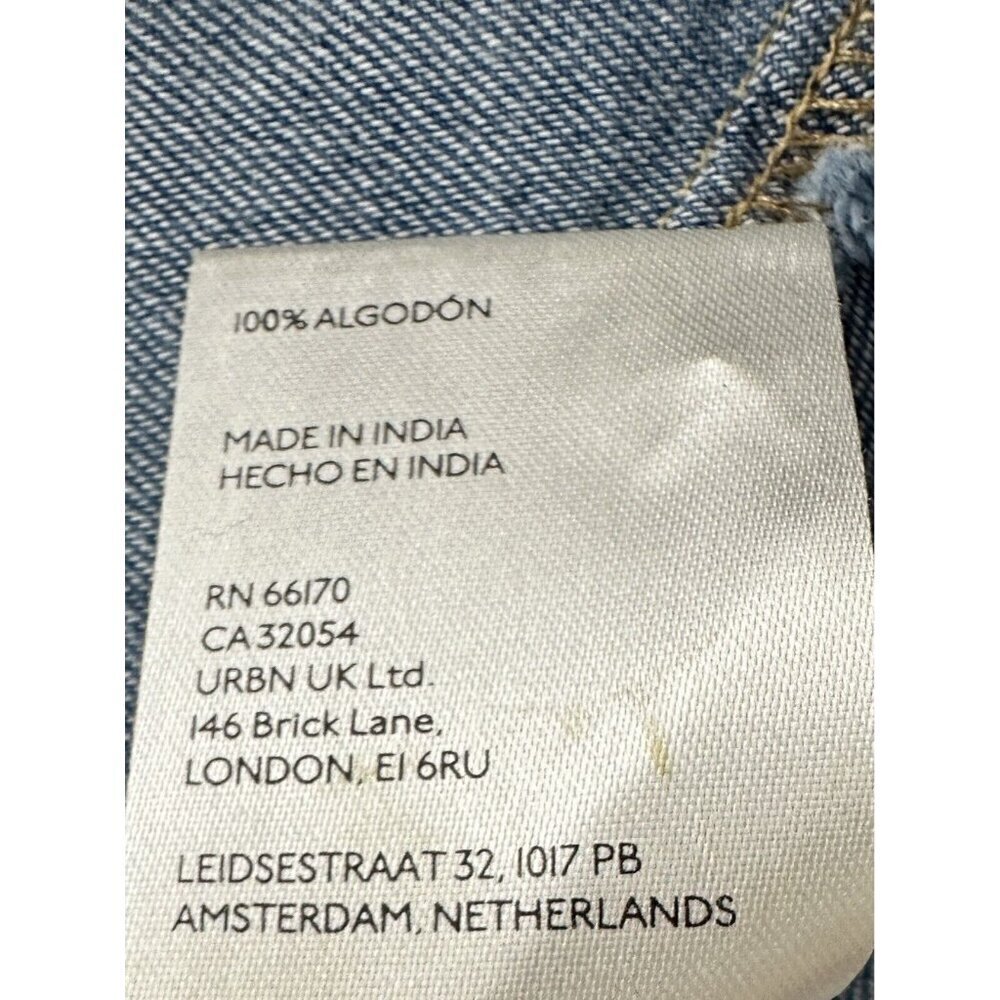 100% ALGODÓN
MADE IN INDIA
HECHO EN INDIA
RN 66170
CA 32054
URBN UK Ltd.
146 Brick Lane,
LONDON, E1 6RU
LEIDSESTRAAT 32, 1017 PB
AMSTERDAM, NETHERLANDS